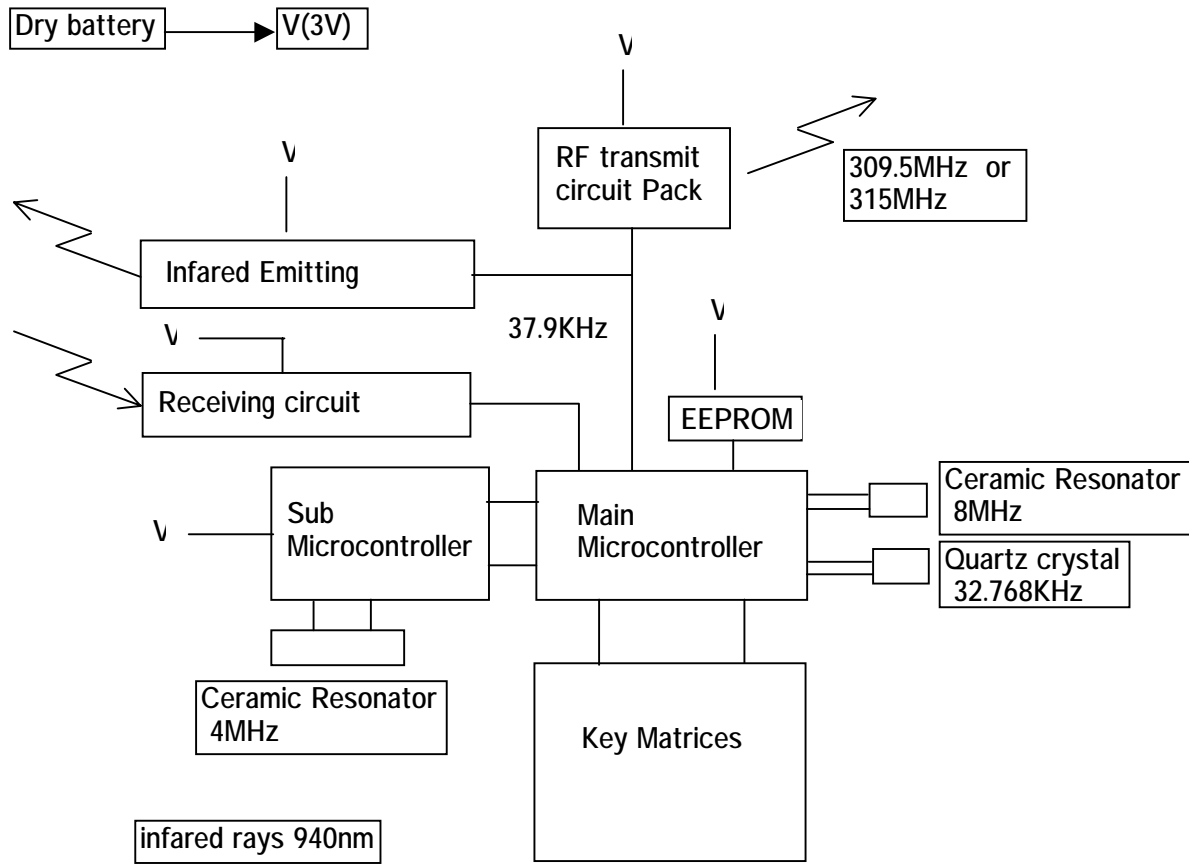 Dry battery
V(3V)
V
RF transmit
circuit Pack
309.5MHz or
315MHz
V
Infared Emitting
37.9KHz
V
V
Receiving circuit
EEPROM
Ceramic Resonator
8MHz
Sub
Microcontroller
V
Main
Microcontroller
Quartz crystal
32.768KHz
Ceramic Resonator
4MHz
Key Matrices
infared rays 940nm